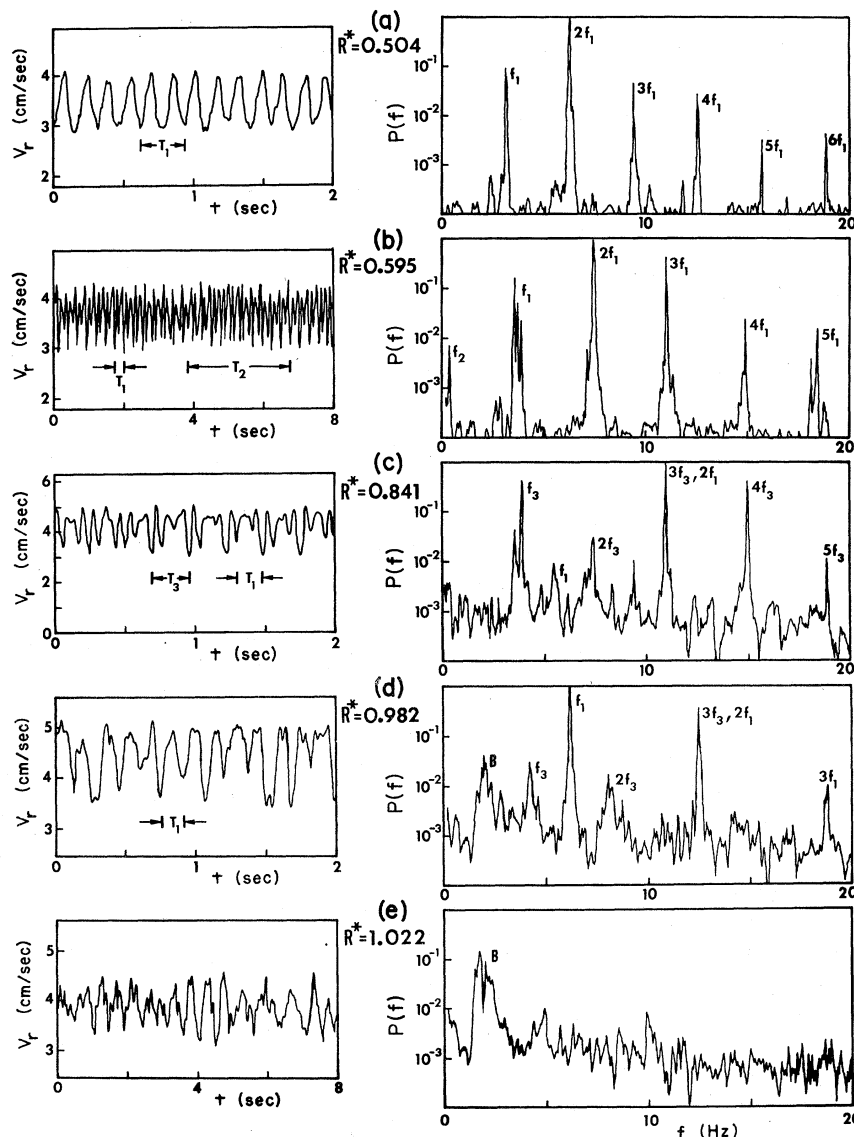 (a)
R*=0.504
Vr (cm/sec)
4
3
2
T1
0
1
2
t (sec)
P(f)
10-1
10-2
10-3
f1
2f1
3f1
4f1
5f1
6f1
0
10
20
(b)
R*=0.595
Vr (cm/sec)
4
3
2
T1
T2
0
4
8
t (sec)
P(f)
10-1
10-2
10-3
f2
f1
2f1
3f1
4f1
5f1
0
10
20
(c)
R*=0.841
Vr (cm/sec)
6
4
2
0
T3
T1
0
1
2
t (sec)
P(f)
10-1
10-2
10-3
f3
f1
2f3
3f3, 2f1
4f3
5f3
0
10
20
(d)
R*=0.982
Vr (cm/sec)
5
4
3
T1
0
1
2
t (sec)
P(f)
10-1
10-2
10-3
B
f3
f1
2f3
3f3, 2f1
3f1
0
10
20
(e)
R*=1.022
Vr (cm/sec)
5
4
3
0
4
8
t (sec)
P(f)
10-1
10-2
10-3
B
0
10
20
f (Hz)